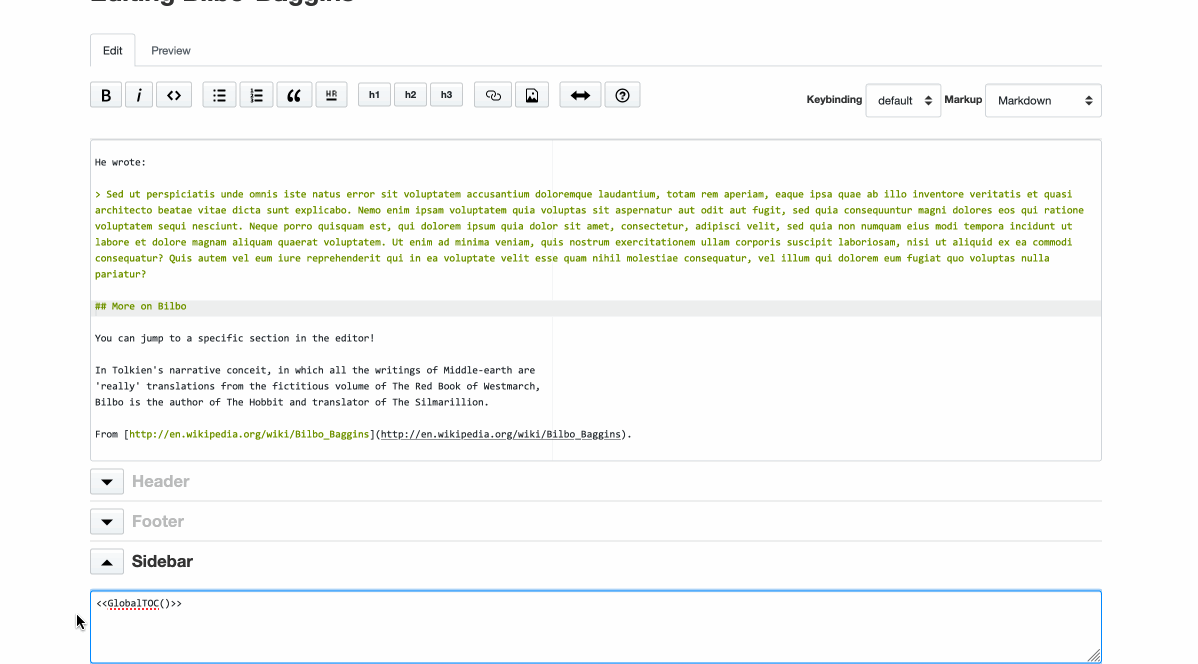 Editing Bilbo-Baggins
Edit Preview
B i <> HR h1 h2 h3 Keybinding default Markup Markdown
He wrote:
> Sed ut perspiciatis unde omnis iste natus error sit voluptatem accusantium doloremque laudantium, totam rem aperiam, eaque ipsa quae ab illo inventore veritatis et quasi
architecto beatae vitae dicta sunt explicabo. Nemo enim ipsam voluptatem quia voluptas sit aspernatur aut odit aut fugit, sed quia consequuntur magni dolores eos qui ratione
voluptatem sequi nesciunt. Neque porro quisquam est, qui dolorem ipsum quia dolor sit amet, consectetur, adipisci velit, sed quia non numquam eius modi tempora incidunt ut
labore et dolore magnam aliquam quaerat voluptatem. Ut enim ad minima veniam, quis nostrum exercitationem ullam corporis suscipit laboriosam, nisi ut aliquid ex ea commodi
consequatur? Quis autem vel eum iure reprehenderit qui in ea voluptate velit esse quam nihil molestiae consequatur, vel illum qui dolorem eum fugiat quo voluptas nulla
pariatur?
## More on Bilbo
You can jump to a specific section in the editor!
In Tolkien's narrative conceit, in which all the writings of Middle-earth are
'really' translations from the fictitious volume of The Red Book of Westmarch,
Bilbo is the author of The Hobbit and translator of The Silmarillion.
From [http://en.wikipedia.org/wiki/Bilbo_Baggins](http://en.wikipedia.org/wiki/Bilbo_Baggins).
Header
Footer
Sidebar
<<GlobalTOC()>>